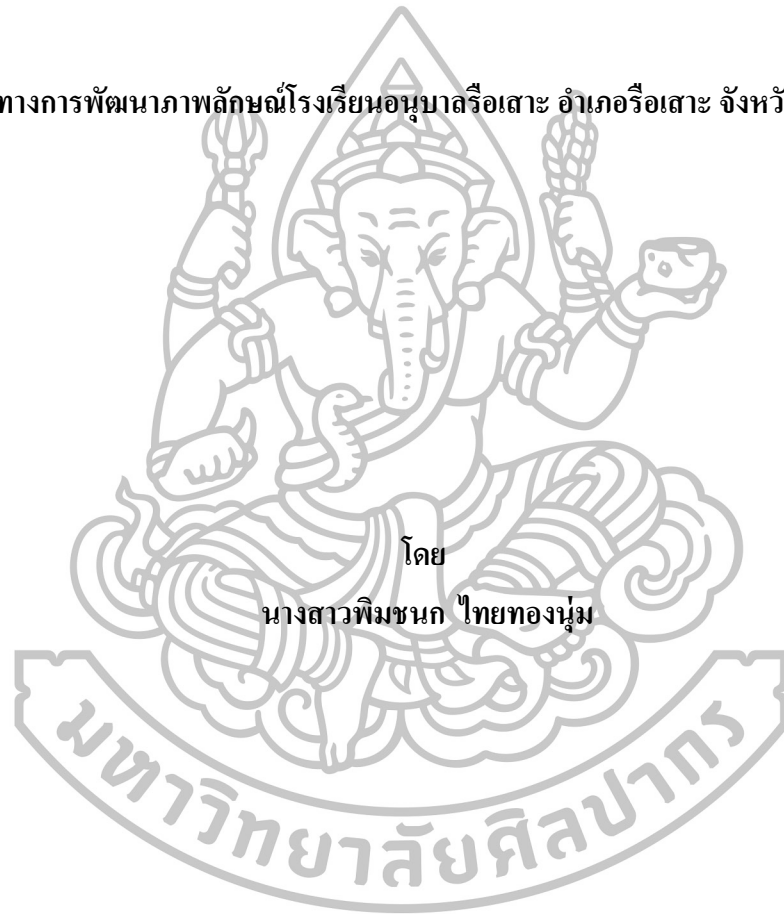 ทางการพัฒนาภาพลักษณ์โรงเรียนอนุบาลรือเสาะ อำเภอรือเสาะ จังหวั
โดย
นางสาวพิมชนก ไทยทองนุ่ม
มหาวิทยาลัยศิลปากร